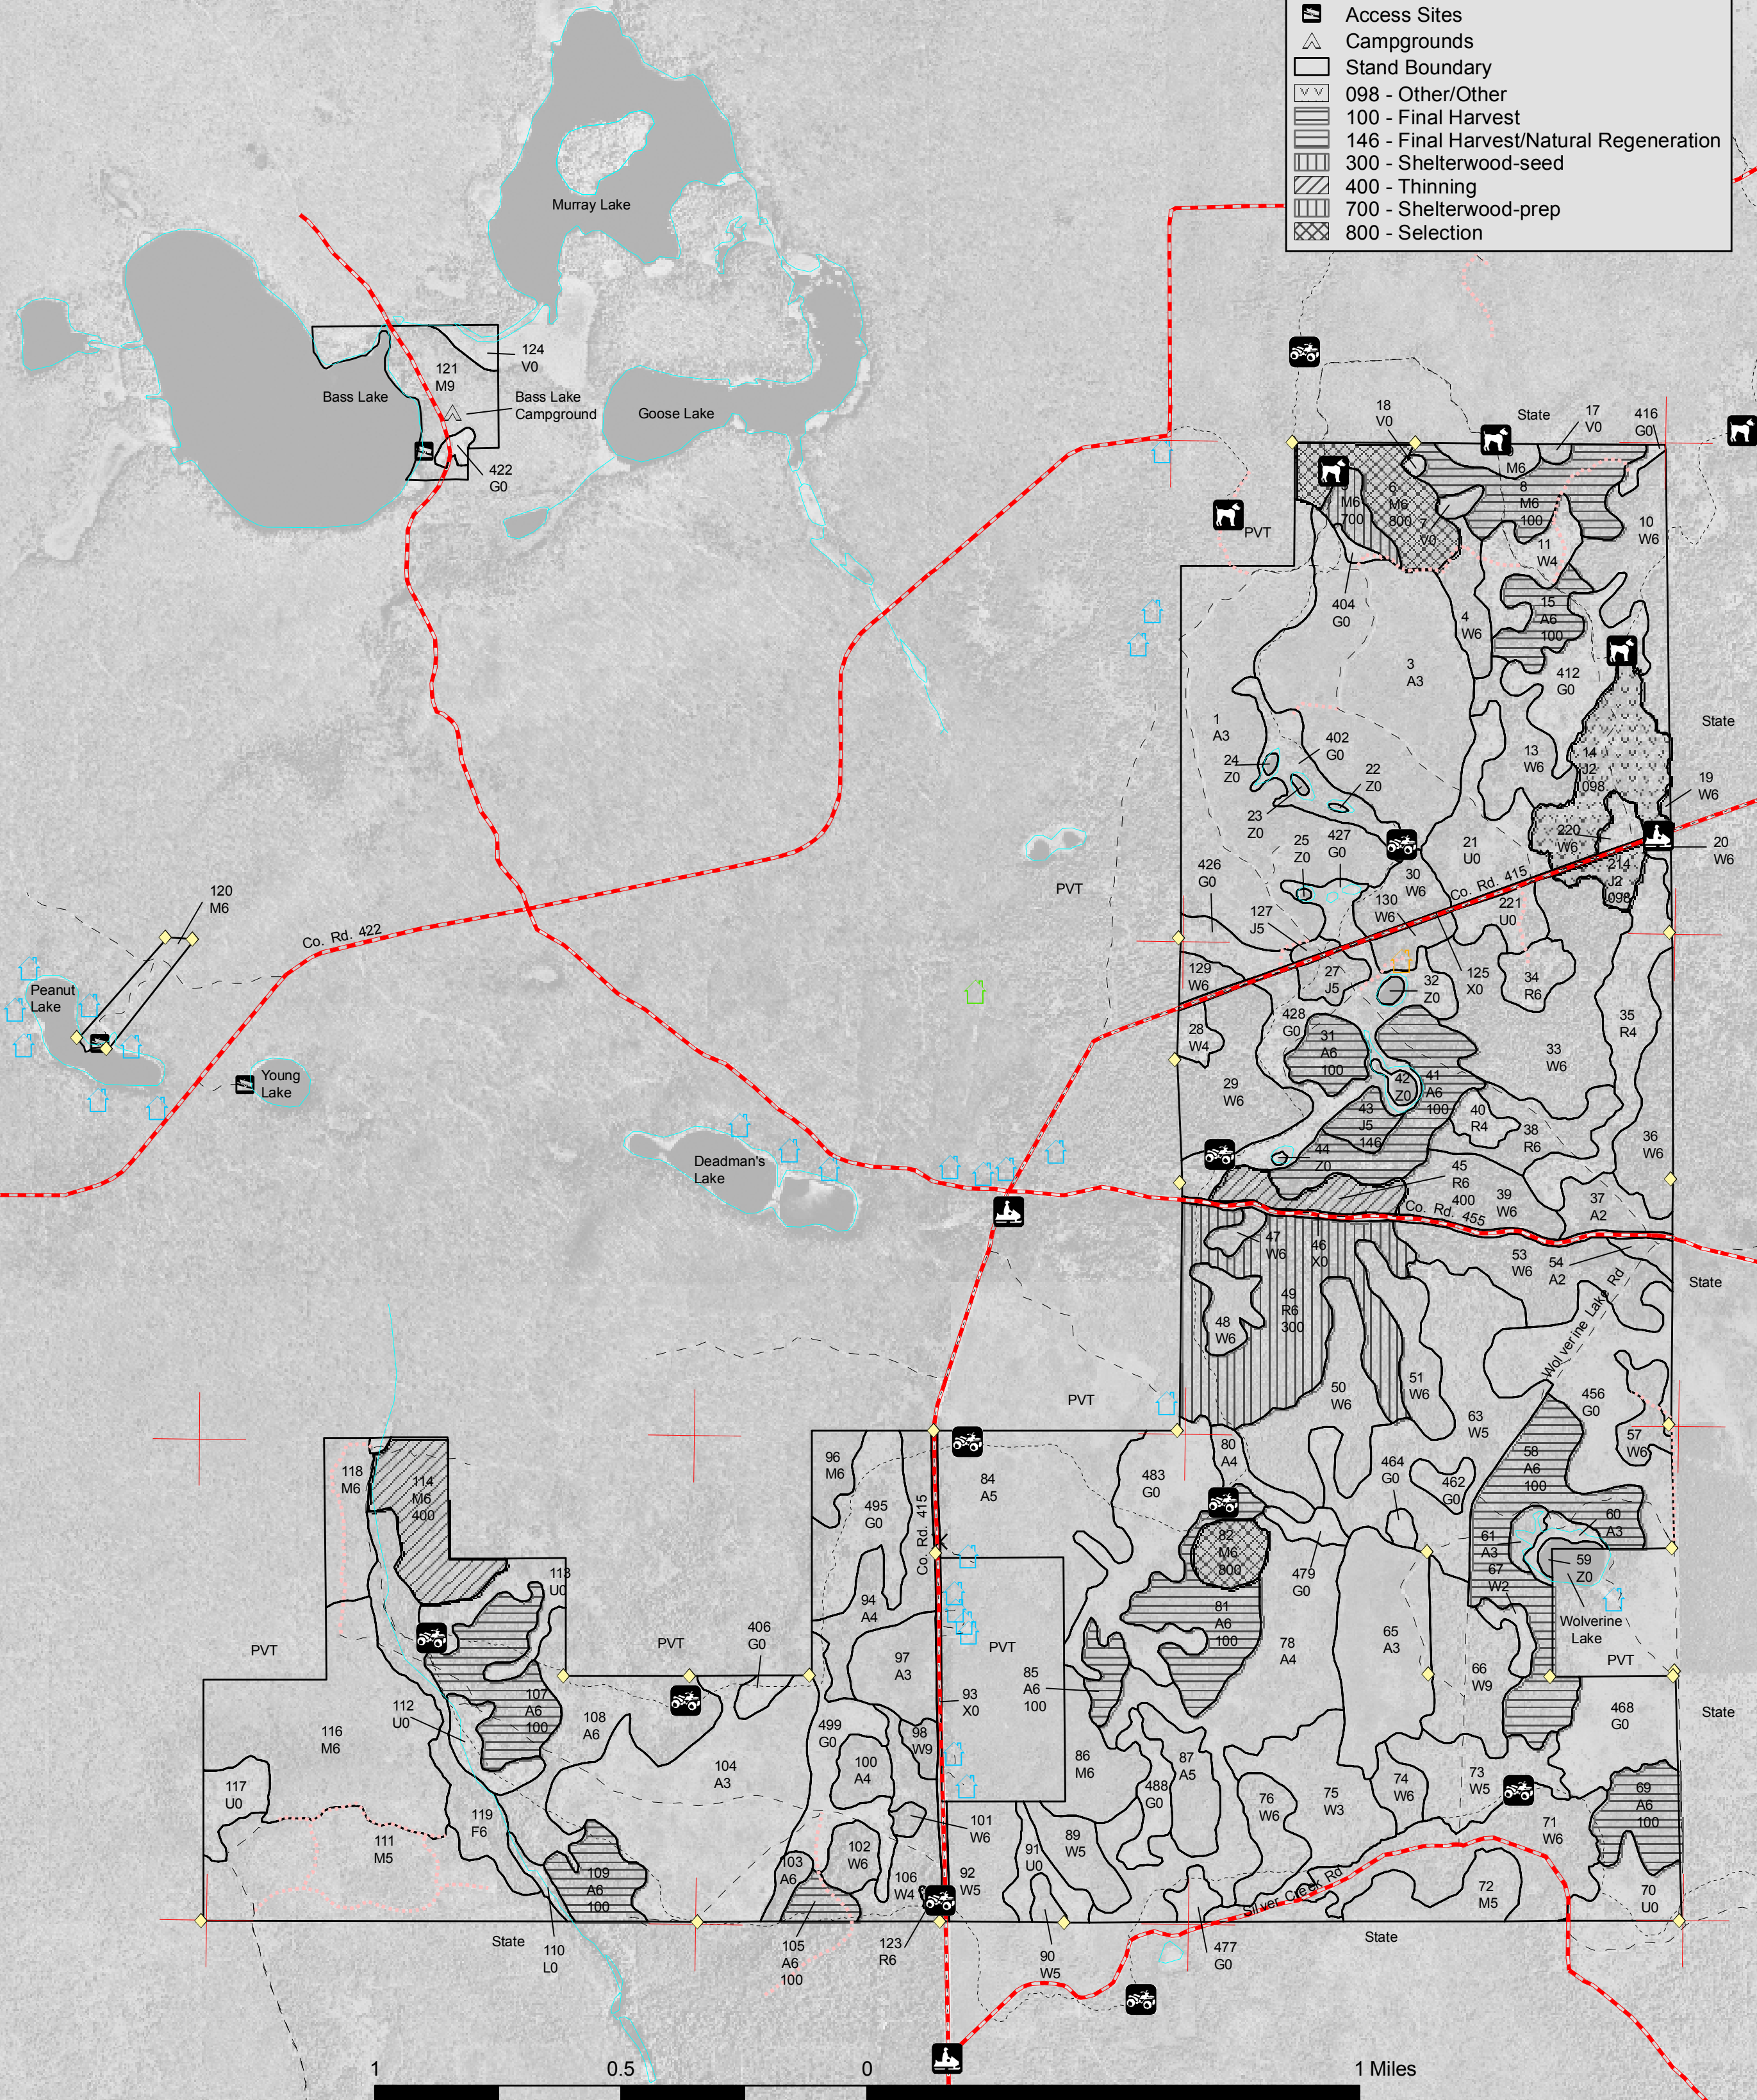 Access Sites
Campgrounds
Stand Boundary
098 - Other/Other
100 - Final Harvest
146 - Final Harvest/Natural Regeneration
300 - Shelterwood-seed
400 - Thinning
700 - Shelterwood-prep
800 - Selection
Murray Lake
124
V0
121
M9
Bass Lake
Bass Lake
Campground
Goose Lake
422
G0
18
V0
State
17
V0
416
G0
M6
6
M6
800
M6
700
8
M6
100
7
V0
10
W6
PVT
11
W4
404
G0
15
A6
100
4
W6
3
A3
412
G0
State
1
A3
402
G0
24
Z0
22
Z0
13
W6
14
J2
098
19
W6
23
Z0
25
Z0
427
G0
21
U0
220
W6
20
W6
214
J2
098
426
G0
30
W6
Co. Rd. 415
PVT
120
M6
130
W6
127
J5
221
U0
Co. Rd. 422
129
W6
27
J5
32
Z0
125
X0
34
R6
Peanut
Lake
428
G0
35
R4
28
W4
31
A6
100
33
W6
Young
Lake
29
W6
42
Z0
41
A6
100
43
J5
146
40
R4
38
R6
36
W6
44
Z0
Deadman's
Lake
45
R6
400
39
W6
37
A2
Co. Rd. 455
47
W6
46
X0
53
W6
54
A2
State
49
R6
300
48
W6
Wolverine Lake Rd
PVT
50
W6
51
W6
456
G0
63
W5
57
W6
80
A4
96
M6
118
M6
114
M6
400
84
A5
483
G0
464
G0
462
G0
58
A6
100
495
G0
Co. Rd. 415
60
A3
82
M6
800
61
A3
59
Z0
113
U0
479
G0
67
W2
94
A4
81
A6
100
Wolverine
Lake
406
G0
PVT
PVT
PVT
65
A3
78
A4
PVT
97
A3
85
A6
100
66
W9
107
A6
100
93
X0
112
U0
108
A6
116
M6
499
G0
98
W9
468
G0
State
104
A3
100
A4
86
M6
87
A5
488
G0
73
W5
74
W6
75
W3
76
W6
117
U0
69
A6
100
119
F6
101
W6
71
W6
111
M5
102
W6
89
W5
91
U0
103
A6
109
A6
100
106
W4
92
W5
Silver Creek Rd
72
M5
70
U0
State
110
L0
105
A6
100
123
R6
90
W5
477
G0
State
1
0.5
0
1 Miles